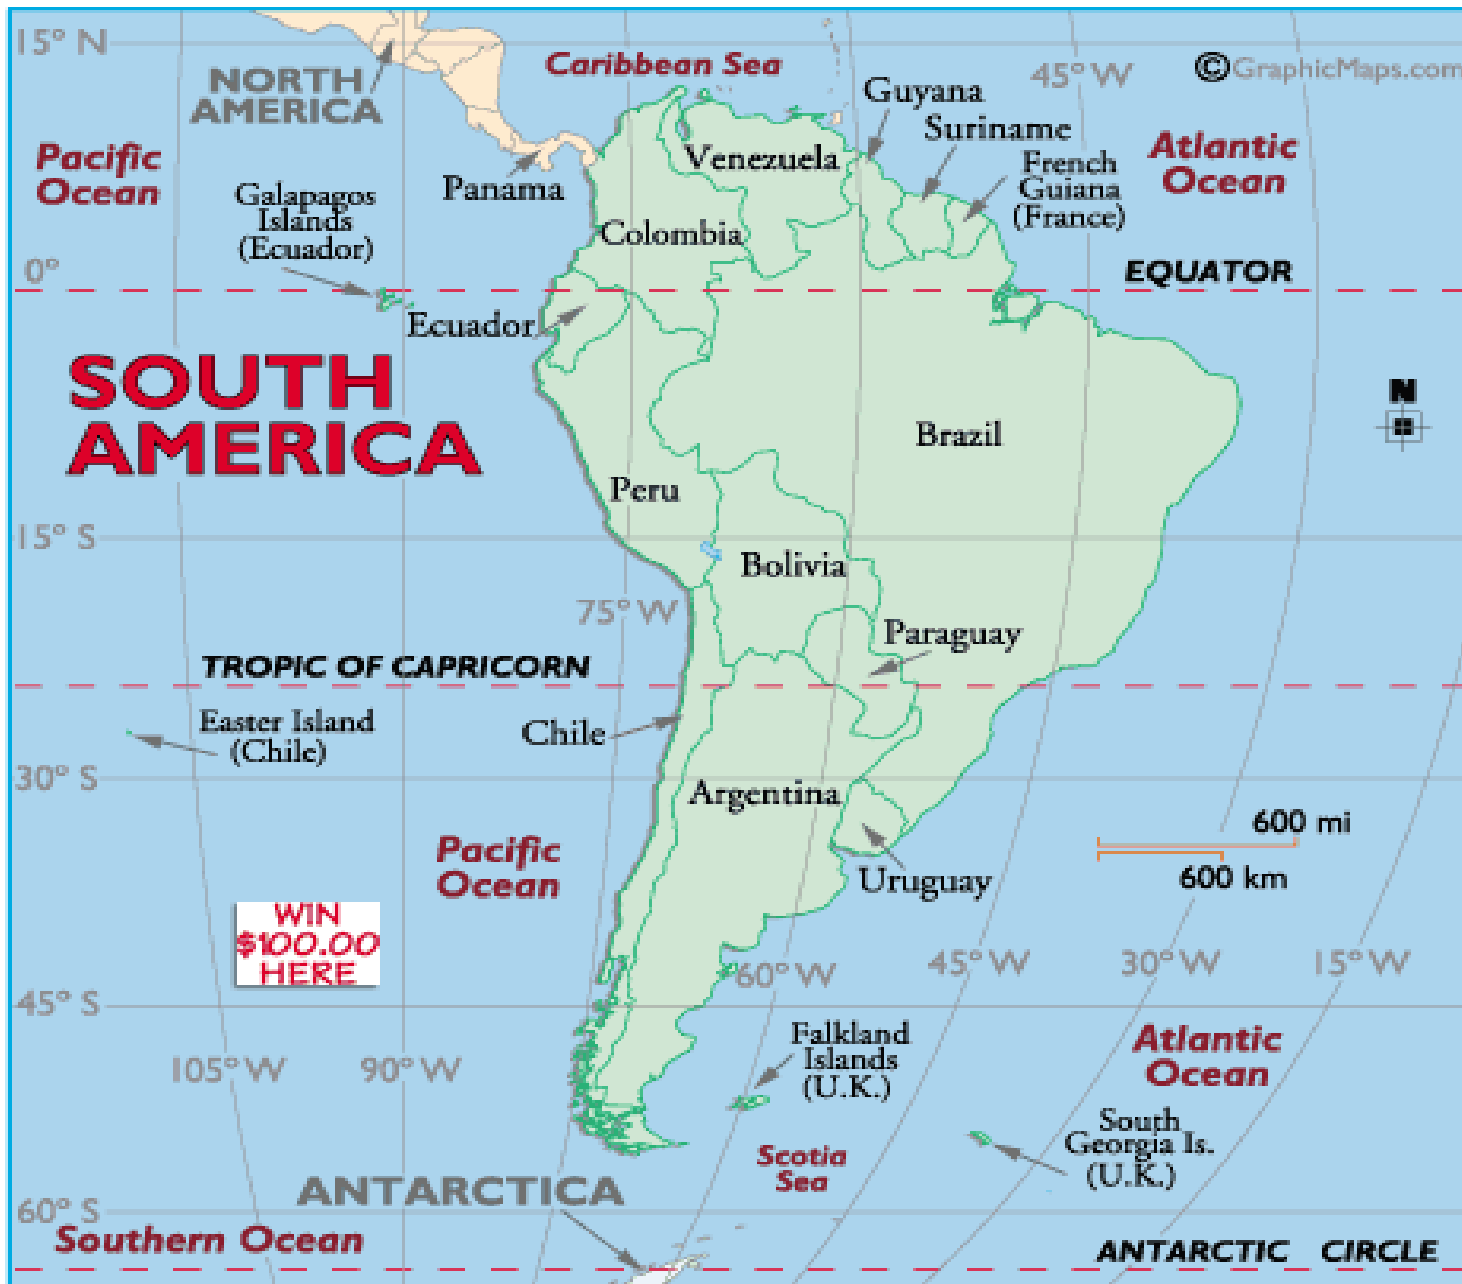 15° N
NORTH
AMERICA
Caribbean Sea
45° W
©GraphicMaps.com
Guyana
Suriname
Pacific
Ocean
Atlantic
Ocean
Venezuela
French
Guiana
(France)
Panama
Galapagos
Islands
(Ecuador)
Colombia
0°
EQUATOR
Ecuador
SOUTH
AMERICA
N
Brazil
Peru
15° S
Bolivia
75° W
Paraguay
TROPIC OF CAPRICORN
Easter Island
(Chile)
Chile
30° S
Argentina
600 mi
600 km
Pacific
Ocean
Uruguay
WIN
$100.00
HERE
60° W
45° W
30° W
15° W
45° S
105° W
90° W
Falkland
Islands
(U.K.)
Atlantic
Ocean
South
Georgia Is.
(U.K.)
Scotia
Sea
ANTARCTICA
60° S
Southern Ocean
ANTARCTIC CIRCLE